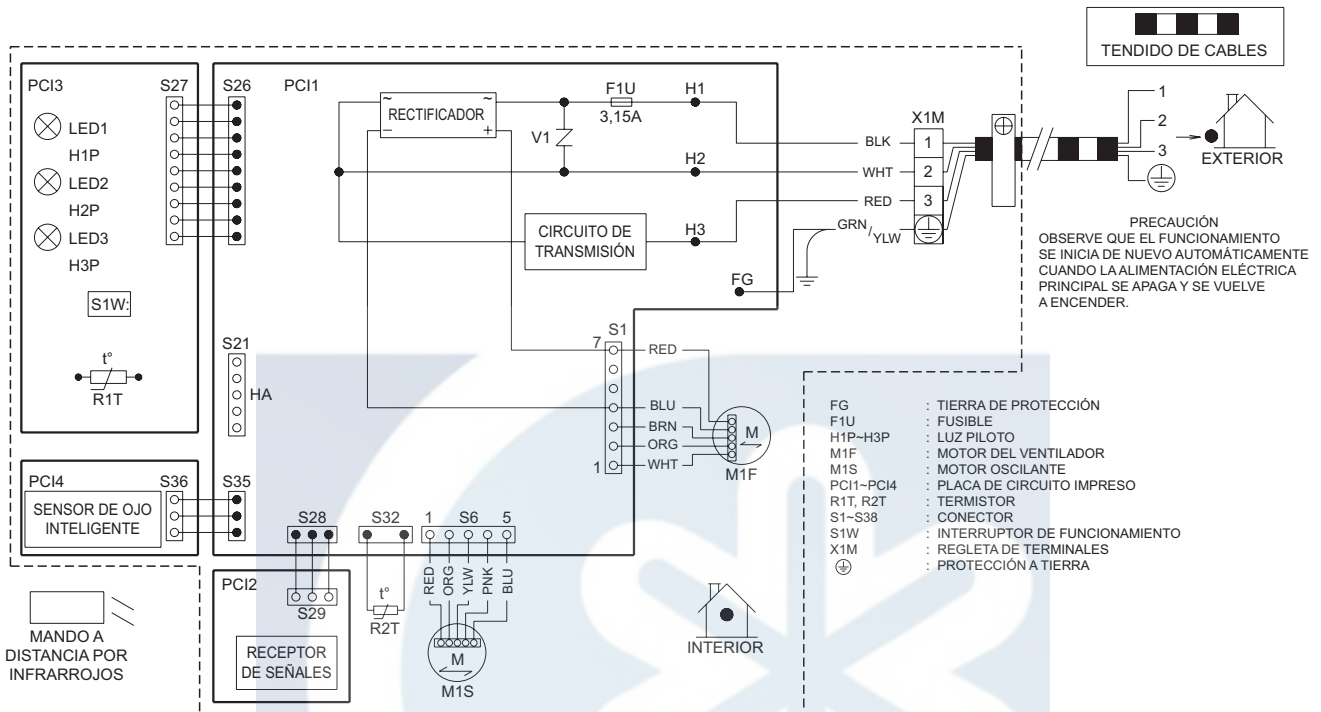 TENDIDO DE CABLES
PCI3
S27
S26
PCI1
LED1
H1P
LED2
H2P
LED3
H3P
S1W:
t°
R1T
RECTIFICADOR
~
~
–
+
V1
F1U
3,15A
H1
H2
H3
CIRCUITO DE
TRANSMISIÓN
FG
BLK
WHT
RED
GRN/YLW
X1M
1
2
3
1
2
3
EXTERIOR
PRECAUCIÓN
OBSERVE QUE EL FUNCIONAMIENTO
SE INICIA DE NUEVO AUTOMÁTICAMENTE
CUANDO LA ALIMENTACIÓN ELÉCTRICA
PRINCIPAL SE APAGA Y SE VUELVE
A ENCENDER.
S21
HA
S1
7
1
RED
BLU
BRN
ORG
WHT
M
M1F
PCI4
S36
S35
SENSOR DE OJO
INTELIGENTE
S28
S32
1
S6
5
RED
ORG
YLW
PNK
BLU
PCI2
S29
t°
R2T
M
M1S
RECEPTOR
DE SEÑALES
MANDO A
DISTANCIA POR
INFRARROJOS
INTERIOR
FG : TIERRA DE PROTECCIÓN
F1U : FUSIBLE
H1P~H3P : LUZ PILOTO
M1F : MOTOR DEL VENTILADOR
M1S : MOTOR OSCILANTE
PCI1~PCI4 : PLACA DE CIRCUITO IMPRESO
R1T, R2T : TERMISTOR
S1~S38 : CONECTOR
S1W : INTERRUPTOR DE FUNCIONAMIENTO
X1M : REGLETA DE TERMINALES
: PROTECCIÓN A TIERRA